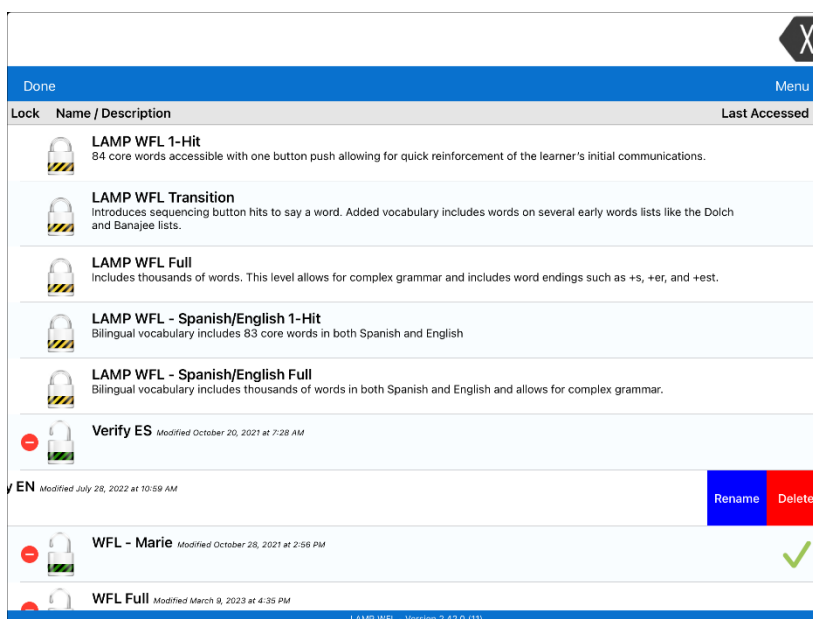 Done Menu
Lock Name / Description Last Accessed
LAMP WFL 1-Hit
84 core words accessible with one button push allowing for quick reinforcement of the learner's initial communications.
LAMP WFL Transition
Introduces sequencing button hits to say a word. Added vocabulary includes words on several early words lists like the Dolch
and Banajee lists.
LAMP WFL Full
Includes thousands of words. This level allows for complex grammar and includes word endings such as +s, +er, and +est.
LAMP WFL - Spanish/English 1-Hit
Bilingual vocabulary includes 83 core words in both Spanish and English
LAMP WFL - Spanish/English Full
Bilingual vocabulary includes thousands of words in both Spanish and English and allows for complex grammar.
Verify ES Modified October 20, 2021 at 7:28 AM
y EN Modified July 28, 2022 at 10:59 AM Rename Delete
WFL - Marie Modified October 28, 2021 at 2:56 PM
WFL Full Modified March 9, 2023 at 4:35 PM
LAMP WFL - Version 2.42.0 (11)